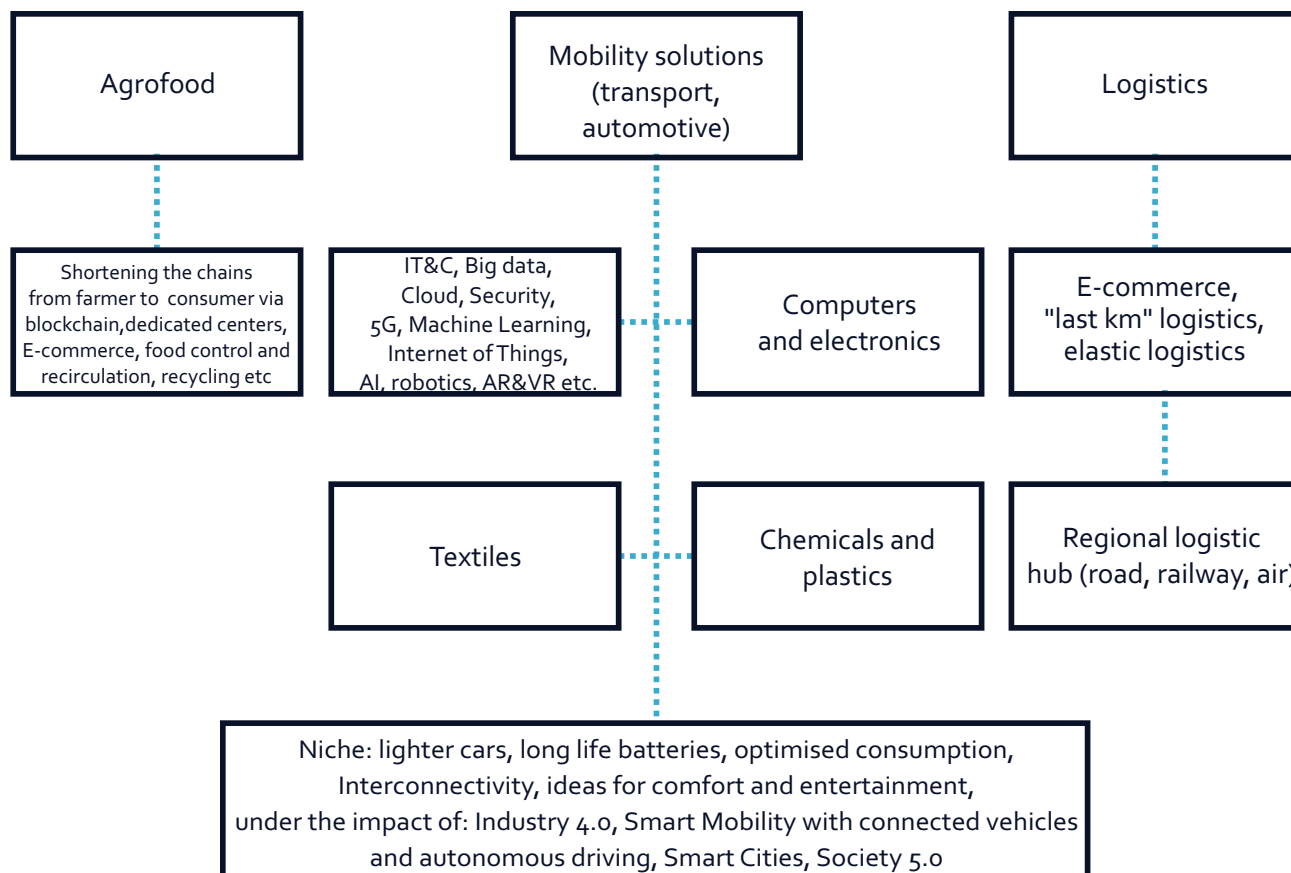 Agrofood
Mobility solutions
(transport,
automotive)
Logistics
Shortening the chains
from farmer to consumer via
blockchain,dedicated centers,
E-commerce, food control and
recirculation, recycling etc
IT&C, Big data,
Cloud, Security,
5G, Machine Learning,
Internet of Things,
AI, robotics, AR&VR etc.
Computers
and electronics
E-commerce,
"last km" logistics,
elastic logistics
Textiles
Chemicals and
plastics
Regional logistic
hub (road, railway, air)
Niche: lighter cars, long life batteries, optimised consumption,
Interconnectivity, ideas for comfort and entertainment,
under the impact of: Industry 4.0, Smart Mobility with connected vehicles
and autonomous driving, Smart Cities, Society 5.0